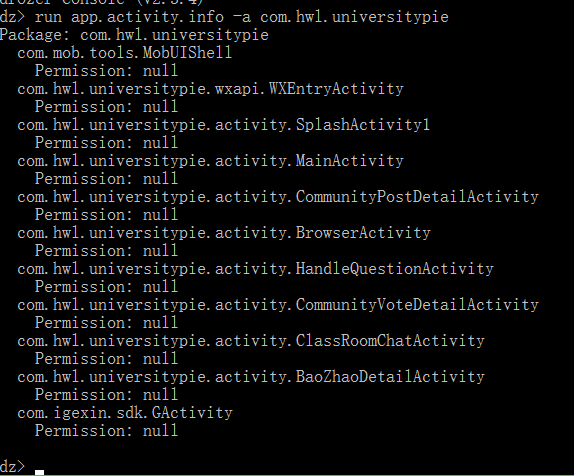 drozer Console (v2.3.4)
dz> run app.activity.info -a com.hwl.universitypie
Package: com.hwl.universitypie
  com.mob.tools.MobUIShell
    Permission: null
  com.hwl.universitypie.wxapi.WXEntryActivity
    Permission: null
  com.hwl.universitypie.activity.SplashActivity1
    Permission: null
  com.hwl.universitypie.activity.MainActivity
    Permission: null
  com.hwl.universitypie.activity.CommunityPostDetailActivity
    Permission: null
  com.hwl.universitypie.activity.BrowserActivity
    Permission: null
  com.hwl.universitypie.activity.HandleQuestionActivity
    Permission: null
  com.hwl.universitypie.activity.CommunityVoteDetailActivity
    Permission: null
  com.hwl.universitypie.activity.ClassRoomChatActivity
    Permission: null
  com.hwl.universitypie.activity.BaoZhaoDetailActivity
    Permission: null
  com.igexin.sdk.GActivity
    Permission: null
dz>